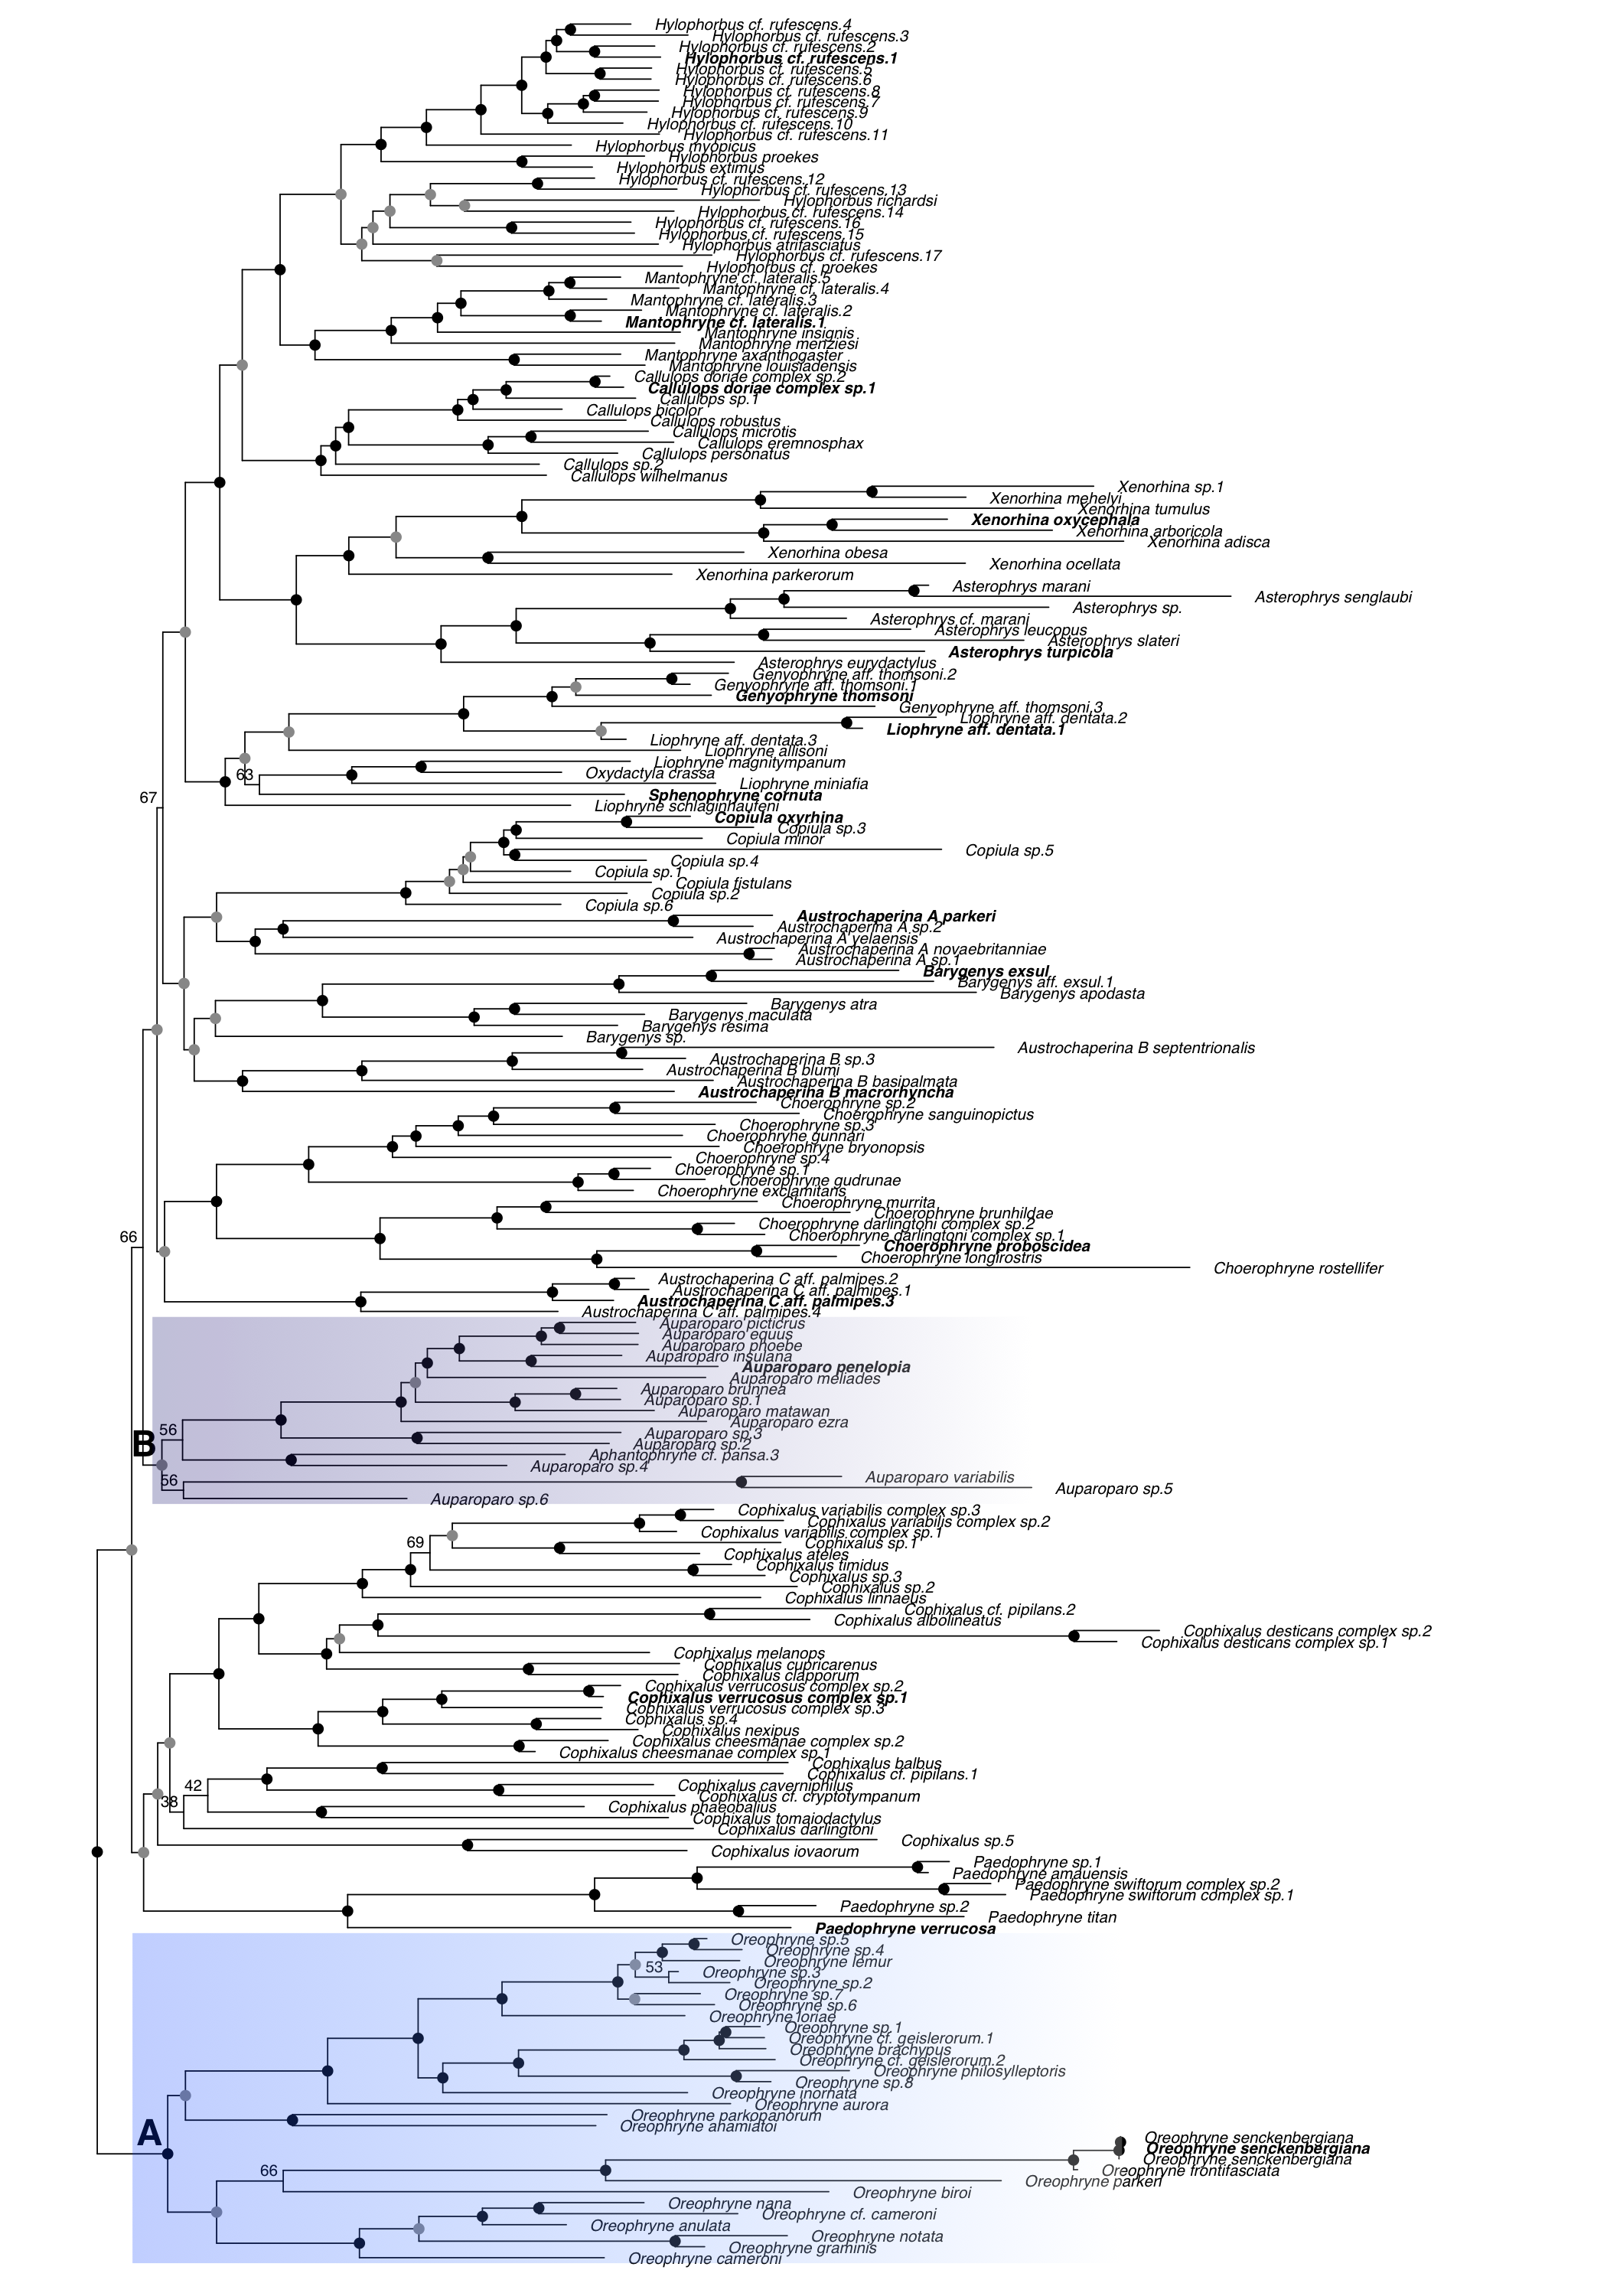 Hylophorbus cf. rufescens.4
Hylophorbus cf. rufescens.3
Hylophorbus cf. rufescens.2
Hylophorbus cf. rufescens.1
Hylophorbus cf. rufescens.5
Hylophorbus cf. rufescens.6
Hylophorbus cf. rufescens.8
Hylophorbus cf. rufescens.7
Hylophorbus cf. rufescens.9
Hylophorbus cf. rufescens.10
Hylophorbus cf. rufescens.11
Hylophorbus myopicus
Hylophorbus proekes
Hylophorbus extimus
Hylophorbus cf. rufescens.12
Hylophorbus cf. rufescens.13
Hylophorbus richardsi
Hylophorbus cf. rufescens.14
Hylophorbus cf. rufescens.16
Hylophorbus cf. rufescens.15
Hylophorbus atrifasciatus
Hylophorbus cf. rufescens.17
Hylophorbus cf. proekes
Mantophryne cf. lateralis.5
Mantophryne cf. lateralis.4
Mantophryne cf. lateralis.3
Mantophryne cf. lateralis.2
Mantophryne cf. lateralis.1
Mantophryne insignis
Mantophryne menziesi
Mantophryne axanthogaster
Mantophryne louisiadensis
Callulops doriae complex sp.2
Callulops doriae complex sp.1
Callulops sp.1
Callulops bicolor
Callulops robustus
Callulops microtis
Callulops eremnosphax
Callulops personatus
Callulops sp.2
Callulops wilhelmanus
Xenorhina sp.1
Xenorhina mehelyi
Xenorhina tumulus
Xenorhina oxycephala
Xenorhina arboricola
Xenorhina adisca
Xenorhina obesa
Xenorhina ocellata
Xenorhina parkerorum
Asterophrys marani
Asterophrys senglaubi
Asterophrys sp.
Asterophrys cf. marani
Asterophrys leucopus
Asterophrys slateri
Asterophrys turpicola
Asterophrys eurydactylus
Genyophryne aff. thomsoni.2
Genyophryne aff. thomsoni.1
Genyophryne thomsoni
Genyophryne aff. thomsoni.3
Liophryne aff. dentata.2
Liophryne aff. dentata.1
Liophryne aff. dentata.3
Liophryne allisoni
Liophryne magnitympanum
63
Oxydactyla crassa
Liophryne miniafia
67
Sphenophryne cornuta
Liophryne schlaginhaufeni
Copiula oxyrhina
Copiula sp.3
Copiula minor
Copiula sp.5
Copiula sp.4
Copiula sp.1
Copiula fistulans
Copiula sp.2
Copiula sp.6
Austrochaperina A parkeri
Austrochaperina A sp.2
Austrochaperina A yelaensis
Austrochaperina A novaebritanniae
Austrochaperina A sp.1
Barygenys exsul
Barygenys aff. exsul.1
Barygenys apodasta
Barygenys atra
Barygenys maculata
Barygenys resima
Barygenys sp.
Austrochaperina B septentrionalis
Austrochaperina B sp.3
Austrochaperina B blumi
Austrochaperina B basipalmata
Austrochaperina B macrorhyncha
Choerophryne sp.2
Choerophryne sanguinopictus
Choerophryne sp.3
Choerophryne gunnari
Choerophryne bryonopsis
Choerophryne sp.4
Choerophryne sp.1
Choerophryne gudrunae
Choerophryne exclamitans
Choerophryne murrita
Choerophryne brunhildae
Choerophryne darlingtoni complex sp.2
66
Choerophryne darlingtoni complex sp.1
Choerophryne proboscidea
Choerophryne longirostris
Choerophryne rostellifer
Austrochaperina C aff. palmipes.2
Austrochaperina C aff. palmipes.1
Austrochaperina C aff. palmipes.3
Austrochaperina C aff. palmipes.4
Auparoparo picticrus
Auparoparo equus
Auparoparo phoebe
Auparoparo insulana
Auparoparo penelopia
Auparoparo meliades
Auparoparo brunnea
Auparoparo sp.1
Auparoparo matawan
Auparoparo ezra
56
Auparoparo sp.3
B
Auparoparo sp.2
Aphantophryne cf. pansa.3
Auparoparo sp.4
Auparoparo variabilis
56
Auparoparo sp.5
Auparoparo sp.6
Cophixalus variabilis complex sp.3
Cophixalus variabilis complex sp.2
Cophixalus variabilis complex sp.1
69
Cophixalus sp.1
Cophixalus ateles
Cophixalus timidus
Cophixalus sp.3
Cophixalus sp.2
Cophixalus linnaeus
Cophixalus cf. pipilans.2
Cophixalus albolineatus
Cophixalus desticans complex sp.2
Cophixalus desticans complex sp.1
Cophixalus melanops
Cophixalus cupricarenus
Cophixalus clapporum
Cophixalus verrucosus complex sp.2
Cophixalus verrucosus complex sp.1
Cophixalus verrucosus complex sp.3
Cophixalus sp.4
Cophixalus nexipus
Cophixalus cheesmanae complex sp.2
Cophixalus cheesmanae complex sp.1
Cophixalus balbus
Cophixalus cf. pipilans.1
42
Cophixalus caverniphilus
Cophixalus cf. cryptotympanum
38
Cophixalus phaeobalius
Cophixalus tomaiodactylus
Cophixalus darlingtoni
Cophixalus sp.5
Cophixalus iovaorum
Paedophryne sp.1
Paedophryne amauensis
Paedophryne swiftorum complex sp.2
Paedophryne swiftorum complex sp.1
Paedophryne sp.2
Paedophryne titan
Paedophryne verrucosa
Oreophryne sp.5
Oreophryne sp.4
Oreophryne lemur
53
Oreophryne sp.3
Oreophryne sp.2
Oreophryne sp.7
Oreophryne sp.6
Oreophryne loriae
Oreophryne sp.1
Oreophryne cf. geislerorum.1
Oreophryne brachypus
Oreophryne cf. geislerorum.2
Oreophryne philosylleptoris
Oreophryne sp.8
Oreophryne inornata
Oreophryne aurora
Oreophryne parkopanorum
Oreophryne anamiatoi
A
Oreophryne senckenbergiana
Oreophryne senckenbergiana
Oreophryne senckenbergiana
Oreophryne frontifasciata
66
Oreophryne parkeri
Oreophryne biroi
Oreophryne nana
Oreophryne cf. cameroni
Oreophryne anulata
Oreophryne notata
Oreophryne graminis
Oreophryne cameroni